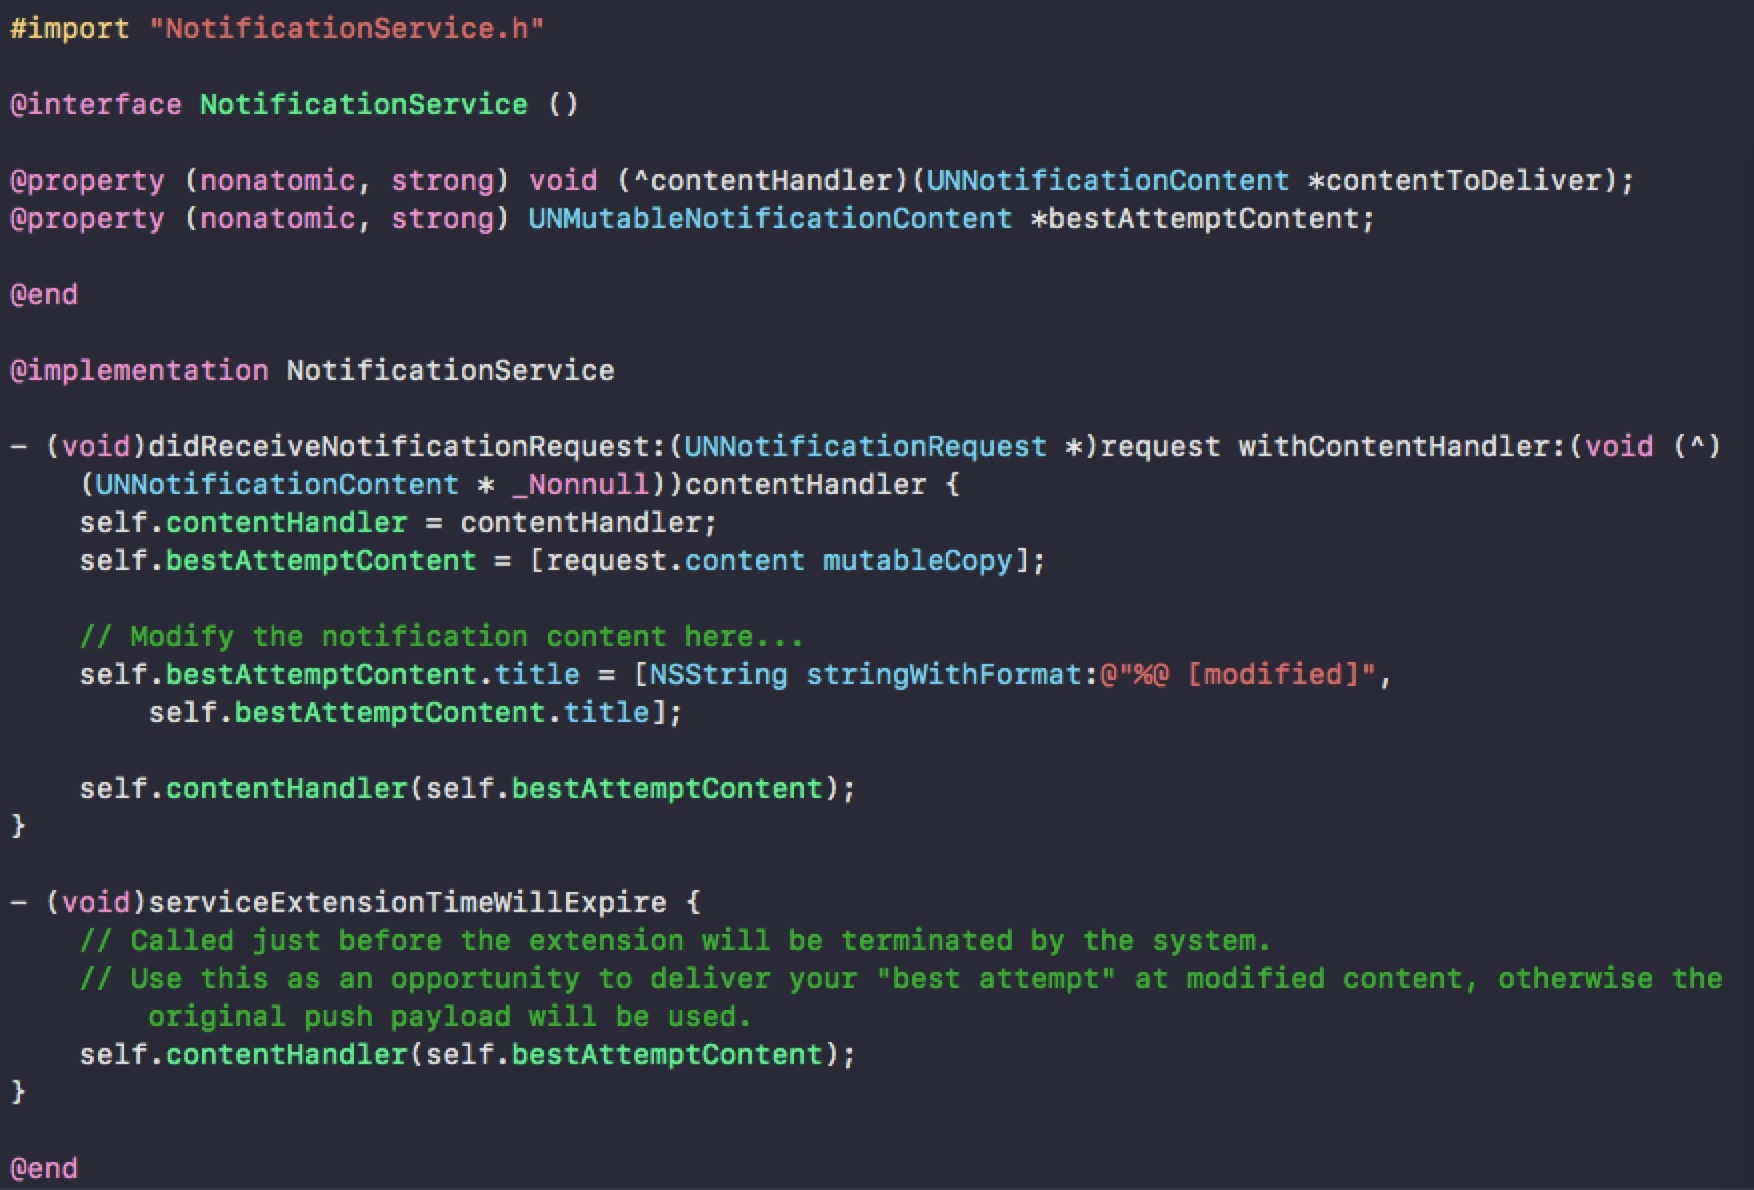 #import "NotificationService.h"
@interface NotificationService ()
@property (nonatomic, strong) void (^contentHandler)(UNNotificationContent *contentToDeliver);
@property (nonatomic, strong) UNMutableNotificationContent *bestAttemptContent;
@end
@implementation NotificationService
- (void)didReceiveNotificationRequest:(UNNotificationRequest *)request withContentHandler:(void (^)
(UNNotificationContent * _Nonnull))contentHandler {
self.contentHandler = contentHandler;
self.bestAttemptContent = [request.content mutableCopy];
// Modify the notification content here...
self.bestAttemptContent.title = [NSString stringWithFormat:@"%@ [modified]",
self.bestAttemptContent.title];
self.contentHandler(self.bestAttemptContent);
}
- (void)serviceExtensionTimeWillExpire {
// Called just before the extension will be terminated by the system.
// Use this as an opportunity to deliver your "best attempt" at modified content, otherwise the
original push payload will be used.
self.contentHandler(self.bestAttemptContent);
}
@end